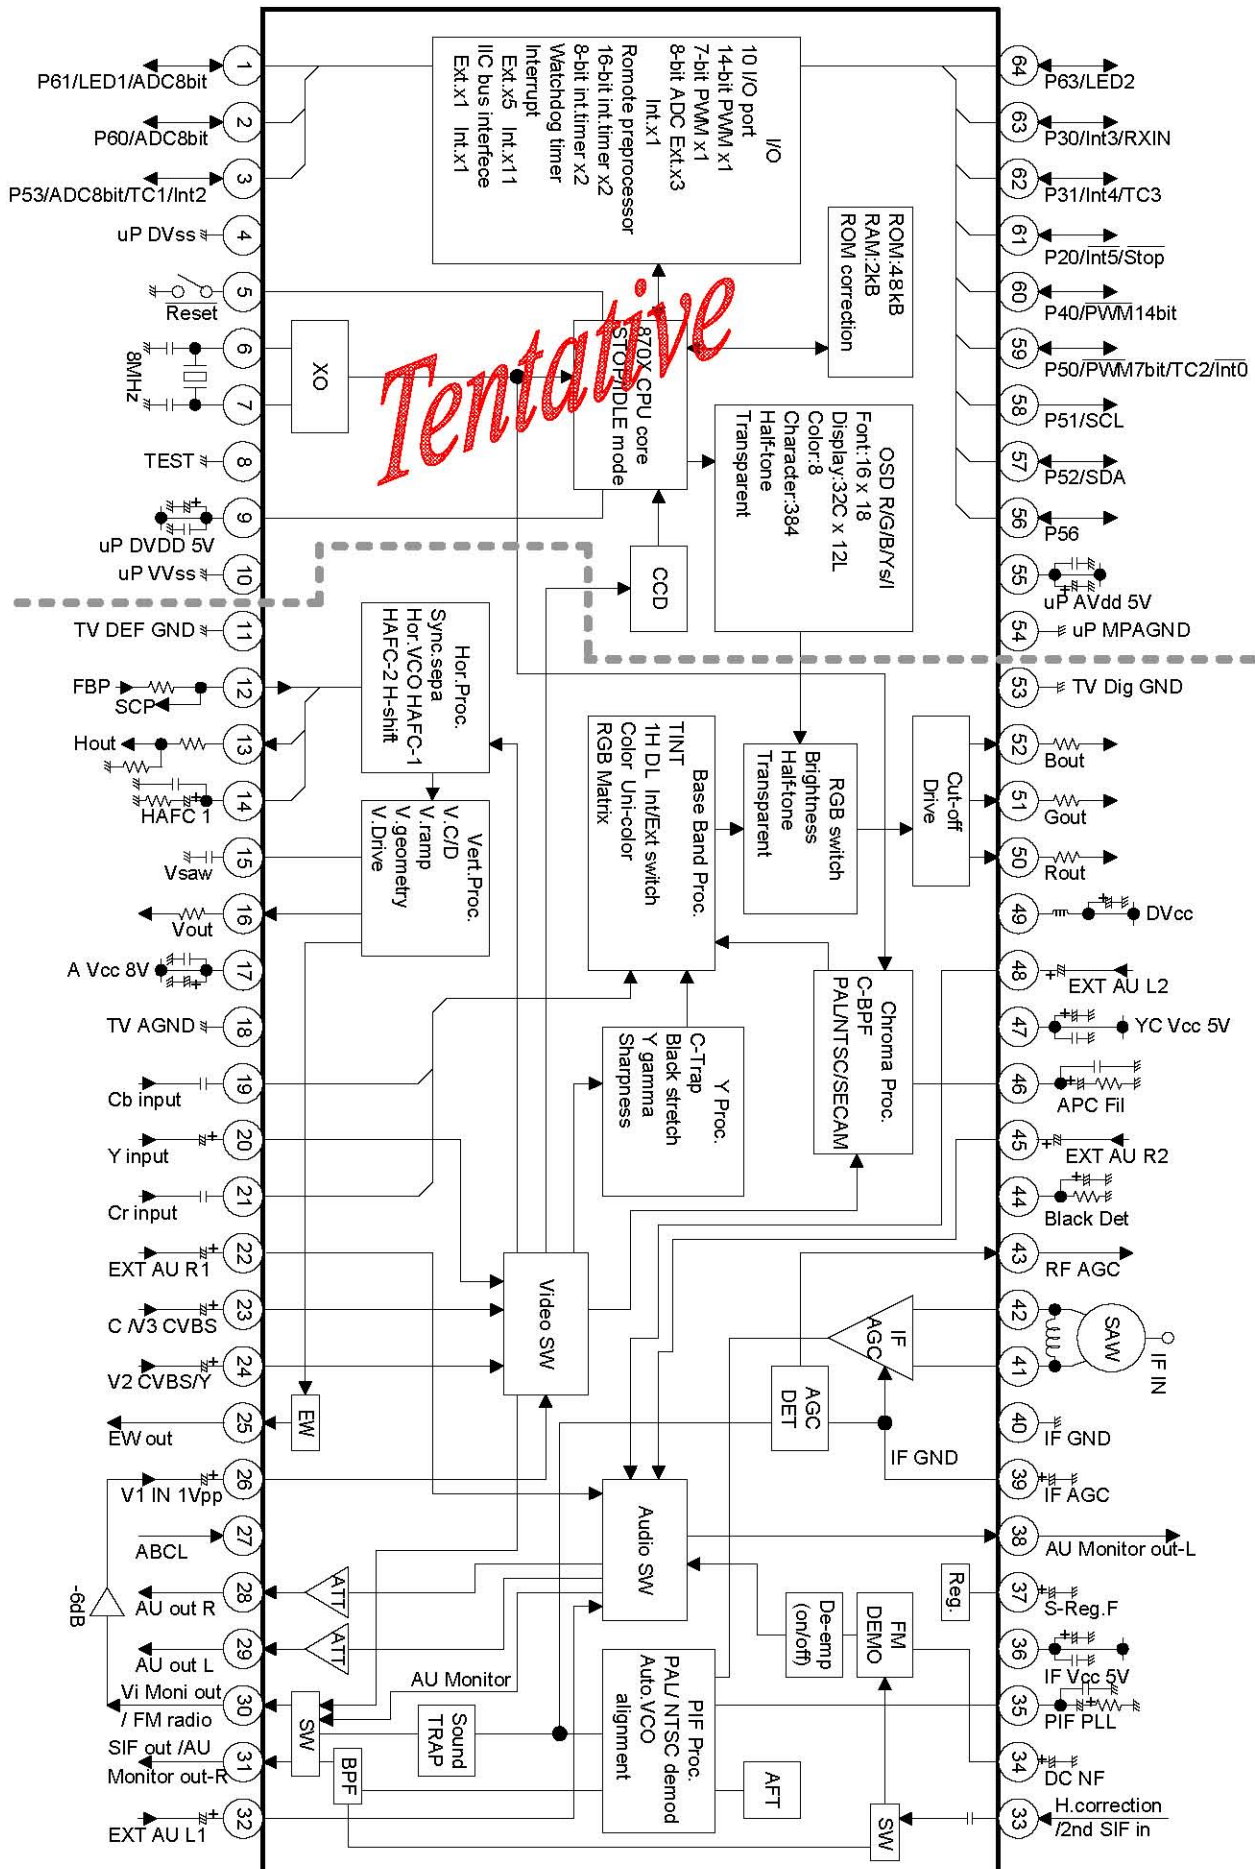 1
P61/LED1/ADC8bit
2
P60/ADC8bit
3
P53/ADC8bit/TC1/Int2
4
uP DVss
5
Reset
6
8MHz
7
8
TEST
9
uP DVDD 5V
10
uP VVss
11
TV DEF GND
12
FBP
SCP
13
Hout
14
HAFC 1
15
Vsaw
16
Vout
17
A Vcc 8V
18
TV AGND
19
Cb input
20
Y input
21
Cr input
22
EXT AU R1
23
C /V3 CVBS
24
V2 CVBS/Y
25
EW out
26
V1 IN 1Vpp
27
ABCL
28
AU out R
29
AU out L
-6dB
30
Vi Moni out
/ FM radio
31
SIF out /AU
Monitor out-R
32
EXT AU L1
I/O
10 I/O port
14-bit PWM x1
7-bit PWM x1
8-bit ADC Ext.x3
Int.x1
Romote preprocessor
16-bit int.timer x2
8-bit int.timer x2
Watchdog timer
Interrupt
Ext.x5 Int.x11
IIC bus interfece
Ext.x1 Int.x1
ROM:48kB
RAM:2kB
ROM correction
XO
870X CPU core
STOP/IDLE mode
Tentative
OSD R/G/B/Ys/I
Font:16 x 18
Display:32C x 12L
Color:8
Character:384
Half-tone
Transparent
CCD
Hor.Proc.
Sync.sepa
Hor.VCO HAFC-1
HAFC-2 H-shift
Vert.Proc.
V.C/D
V.ramp
V.geometry
V.Drive
Base Band Proc.
TINT
1H DL Int/Ext switch
Color Uni-color
RGB Matrix
RGB switch
Brightness
Half-tone
Transparent
Cut-off
Drive
Y Proc.
C-Trap
Black stretch
Y gamma
Sharpness
Chroma Proc.
C-BPF
PAL/NTSC/SECAM
Video SW
EW
IF
AGC
AGC
DET
IF GND
Audio SW
ATT
ATT
AU Monitor
SW
Sound
TRAP
BPF
PIF Proc.
PAL/ NTSC demod
Auto.VCO
alignment
AFT
De-emp
(on/off)
FM
DEMO
Reg.
SW
64
P63/LED2
63
P30/Int3/RXIN
62
P31/Int4/TC3
61
P20/Int5/Stop
60
P40/PWM14bit
59
P50/PWM7bit/TC2/Int0
58
P51/SCL
57
P52/SDA
56
P56
55
uP AVdd 5V
54
uP MPAGND
53
TV Dig GND
52
Bout
51
Gout
50
Rout
49
DVcc
48
EXT AU L2
47
YC Vcc 5V
46
APC Fil
45
EXT AU R2
44
Black Det
43
RF AGC
42
SAW
IF IN
41
40
IF GND
39
IF AGC
38
AU Monitor out-L
37
S-Reg.F
36
IF Vcc 5V
35
PIF PLL
34
DC NF
33
H.correction
/2nd SIF in